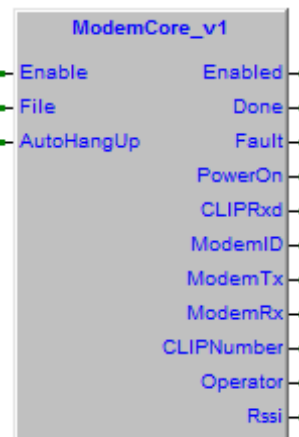 ModemCore_v1
Enable Enabled
File Done
AutoHangUp Fault
PowerOn
CLIPRxd
ModemID
ModemTx
ModemRx
CLIPNumber
Operator
Rssi